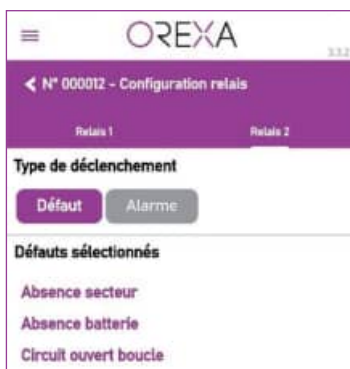 OREXA
3.3.2
N° 000012 - Configuration relais
Relais 1 Relais 2
Type de déclenchement
Défaut Alarme
Défauts sélectionnés
Absence secteur
Absence batterie
Circuit ouvert boucle